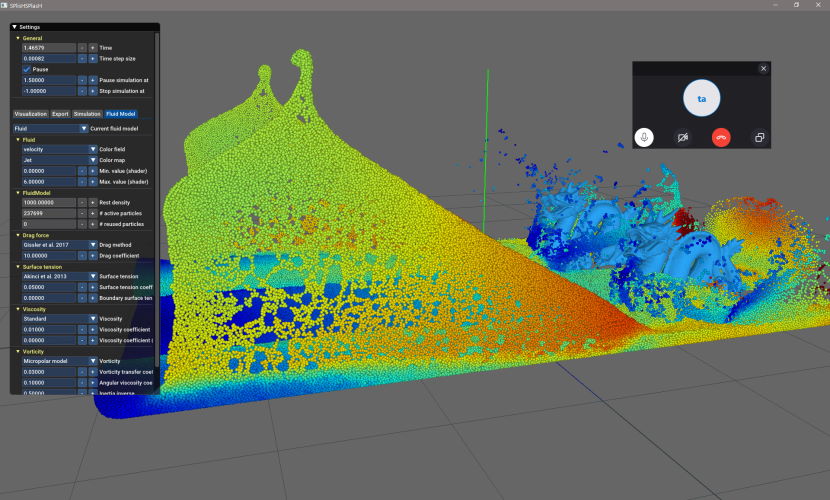 SPlisHSPlasH
Settings
General
1.46579 - + Time
0.00082 - + Time step size
Pause
1.50000 - + Pause simulation at
-1.00000 - + Stop simulation at
Visualization Export Simulation Fluid Model
Fluid Current fluid model
Fluid
velocity Color field
Jet Color map
0.00000 - + Min. value (shader)
6.00000 - + Max. value (shader)
FluidModel
1000.00000 Rest density
237699 - + # active particles
0 - + # reused particles
Drag force
Gissler et al. 2017 Drag method
10.00000 - + Drag coefficient
Surface tension
Akinci et al. 2013 Surface tension
0.05000 - + Surface tension coeff
0.00000 - + Boundary surface ten
Viscosity
Standard Viscosity
0.01000 - + Viscosity coefficient
0.00000 - + Viscosity coefficient (
Vorticity
Micropolar model Vorticity
0.03000 - + Vorticity transfer coef
0.10000 - + Angular viscosity coe
0.50000 - + Inertia inverse
ta